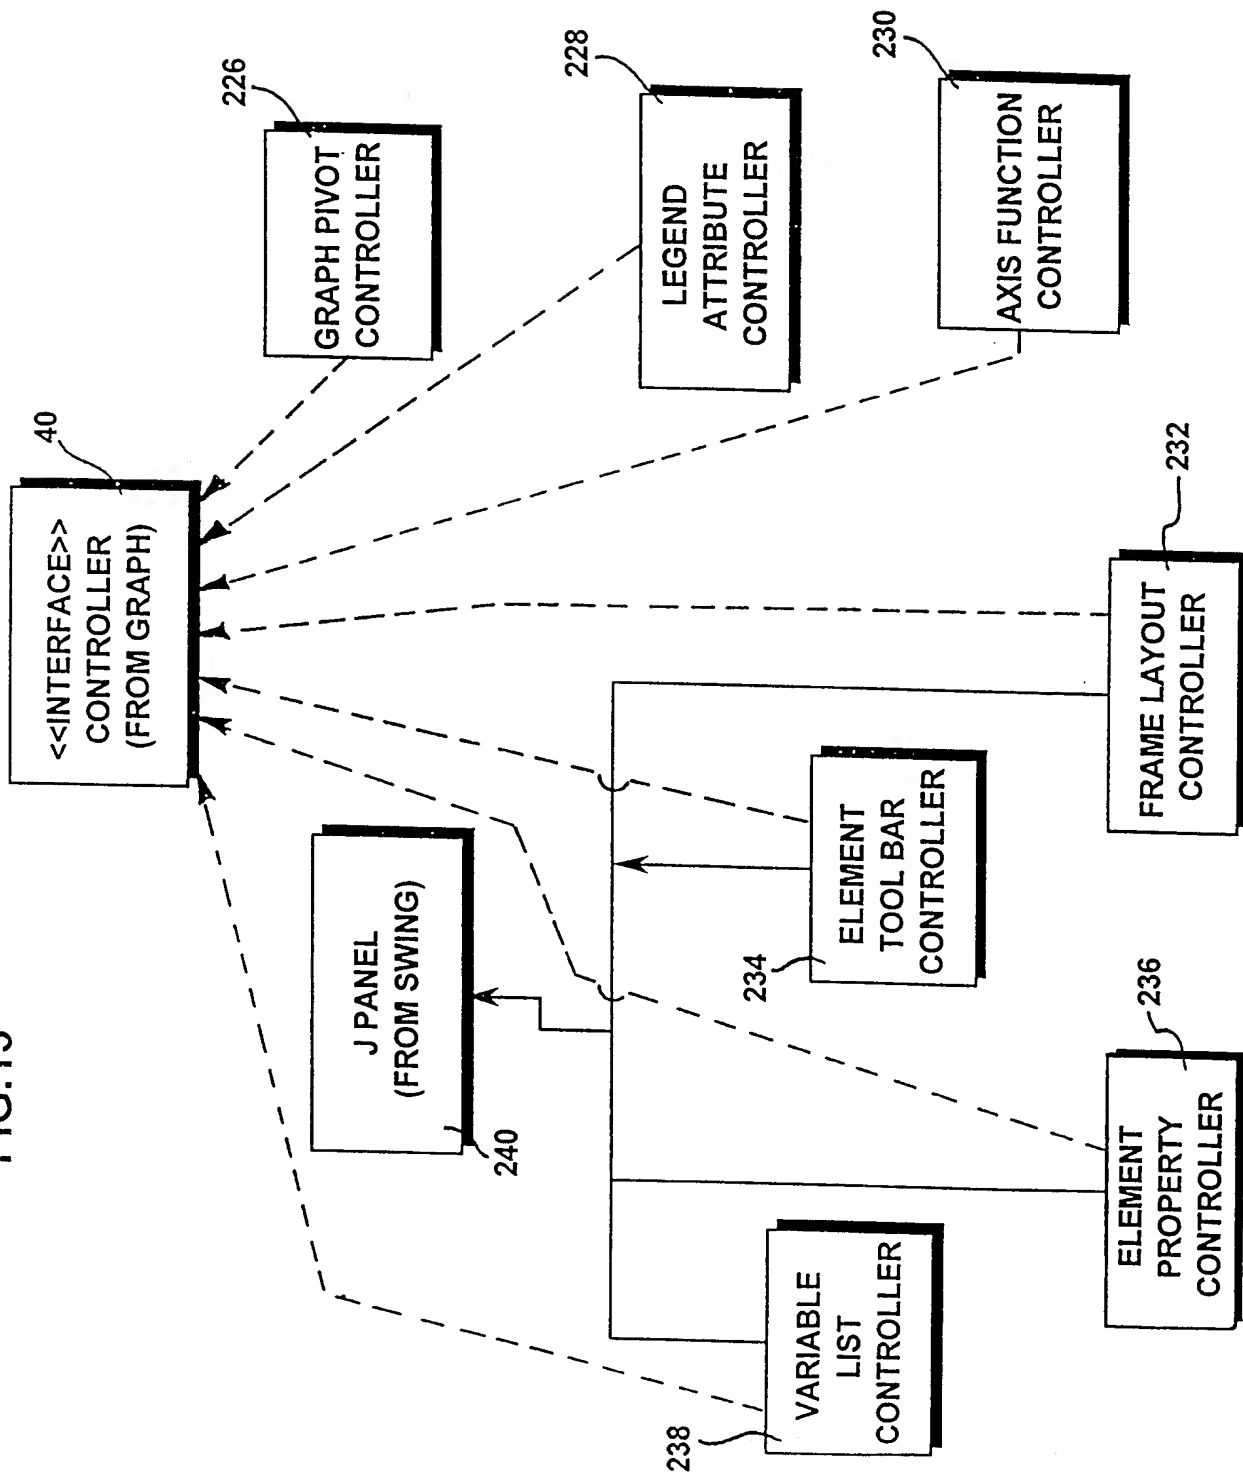 <<INTERFACE>>
CONTROLLER
(FROM GRAPH)
40
J PANEL
(FROM SWING)
240
226
GRAPH PIVOT
CONTROLLER
228
LEGEND
ATTRIBUTE
CONTROLLER
238
VARIABLE
LIST
CONTROLLER
234
ELEMENT
TOOL BAR
CONTROLLER
230
AXIS FUNCTION
CONTROLLER
236
ELEMENT
PROPERTY
CONTROLLER
232
FRAME LAYOUT
CONTROLLER